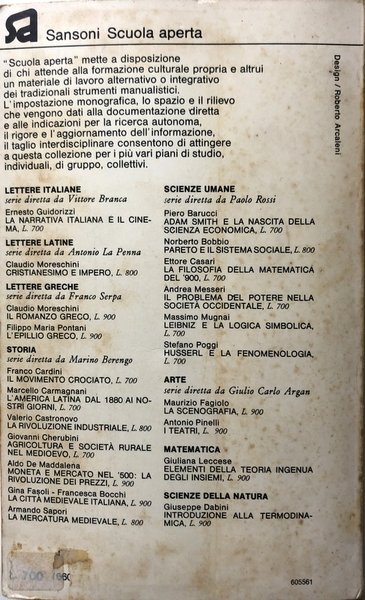 sa Sansoni Scuola aperta
"Scuola aperta" mette a disposizione
di chi attende alla formazione culturale propria e altrui
un materiale di lavoro alternativo o integrativo
dei tradizionali strumenti manualistici.
L'impostazione monografica, lo spazio e il rilievo
che vengono dati alla documentazione diretta
e alle indicazioni per la ricerca autonoma,
il rigore e l'aggiornamento dell'informazione,
il taglio interdisciplinare consentono di attingere
a questa collezione per i più vari piani di studio,
individuali, di gruppo, collettivi.
Design / Roberto Arcaleni
LETTERE ITALIANE
serie diretta da Vittore Branca
Ernesto Guidorizzi
LA NARRATIVA ITALIANA E IL CINE-
MA, L. 700
LETTERE LATINE
serie diretta da Antonio La Penna
Claudio Moreschini
CRISTIANESIMO E IMPERO, L. 800
LETTERE GRECHE
serie diretta da Franco Serpa
Claudio Moreschini
IL ROMANZO GRECO, L. 900
Filippo Maria Pontani
L'EPILLIO GRECO, L. 900
STORIA
serie diretta da Marino Berengo
Franco Cardini
IL MOVIMENTO CROCIATO, L. 700
Marcello Carmagnani
L'AMERICA LATINA DAL 1880 AI NO-
STRI GIORNI, L. 700
Valerio Castronovo
LA RIVOLUZIONE INDUSTRIALE, L. 800
Giovanni Cherubini
AGRICOLTURA E SOCIETÀ RURALE
NEL MEDIOEVO, L. 700
Aldo De Maddalena
MONETA E MERCATO NEL '500: LA
RIVOLUZIONE DEI PREZZI, L. 900
Gina Fasoli - Francesca Bocchi
LA CITTÀ MEDIEVALE ITALIANA, L. 900
Armando Sapori
LA MERCATURA MEDIEVALE, L. 800
SCIENZE UMANE
serie diretta da Paolo Rossi
Piero Barucci
ADAM SMITH E LA NASCITA DELLA
SCIENZA ECONOMICA, L. 700
Norberto Bobbio
PARETO E IL SISTEMA SOCIALE, L. 800
Ettore Casari
LA FILOSOFIA DELLA MATEMATICA
DEL '900, L. 700
Andrea Messeri
IL PROBLEMA DEL POTERE NELLA
SOCIETÀ OCCIDENTALE, L. 700
Massimo Mugnai
LEIBNIZ E LA LOGICA SIMBOLICA,
L. 700
Stefano Poggi
HUSSERL E LA FENOMENOLOGIA,
L. 700
ARTE
serie diretta da Giulio Carlo Argan
Maurizio Fagiolo
LA SCENOGRAFIA, L. 900
Antonio Pinelli
I TEATRI, L. 900
MATEMATICA
Giuliana Leccese
ELEMENTI DELLA TEORIA INGENUA
DEGLI INSIEMI, L. 900
SCIENZE DELLA NATURA
Giuseppe Dabini
INTRODUZIONE ALLA TERMODINA-
MICA, L. 900
L. 700 /660
605561